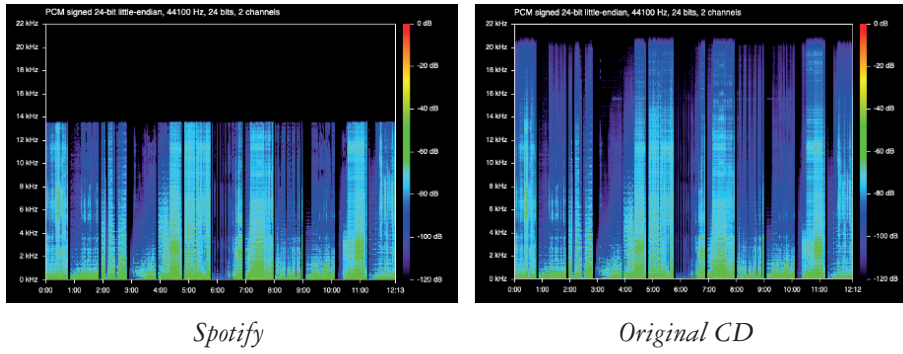 PCM signed 24-bit little-endian, 44100 Hz, 24 bits, 2 channels
22 kHz
20 kHz
18 kHz
16 kHz
14 kHz
12 kHz
10 kHz
8 kHz
6 kHz
4 kHz
2 kHz
0 kHz
0:00 1:00 2:00 3:00 4:00 5:00 6:00 7:00 8:00 9:00 10:00 11:00 12:13
0 dB
-20 dB
-40 dB
-60 dB
-80 dB
-100 dB
-120 dB
Spotify
PCM signed 24-bit little-endian, 44100 Hz, 24 bits, 2 channels
22 kHz
20 kHz
18 kHz
16 kHz
14 kHz
12 kHz
10 kHz
8 kHz
6 kHz
4 kHz
2 kHz
0 kHz
0:00 1:00 2:00 3:00 4:00 5:00 6:00 7:00 8:00 9:00 10:00 11:00 12:12
0 dB
-20 dB
-40 dB
-60 dB
-80 dB
-100 dB
-120 dB
Original CD